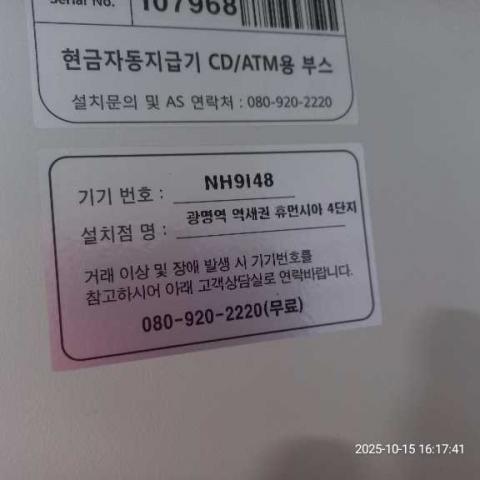 Serial No. 107968
현금자동지급기 CD/ATM용 부스
설치문의 및 AS 연락처 : 080-920-2220
기기 번호 : NH9I48
설치점 명 : 광명역 역세권 휴먼시아 4단지
거래 이상 및 장애 발생 시 기기번호를
참고하시어 아래 고객상담실로 연락바랍니다.
080-920-2220(무료)
2025-10-15 16:17:41